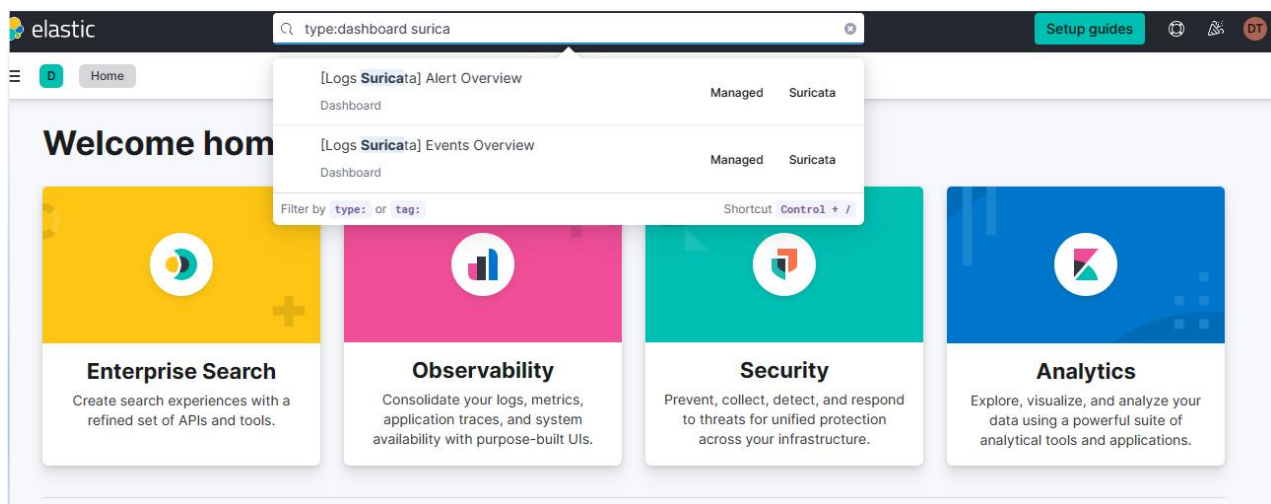 elastic
type:dashboard surica
Setup guides
DT
D
Home
[Logs Suricata] Alert Overview
Dashboard
Managed Suricata
[Logs Suricata] Events Overview
Dashboard
Managed Suricata
Filter by type: or tag:
Shortcut Control + /
Welcome hom
Enterprise Search
Create search experiences with a
refined set of APIs and tools.
Observability
Consolidate your logs, metrics,
application traces, and system
availability with purpose-built UIs.
Security
Prevent, collect, detect, and respond
to threats for unified protection
across your infrastructure.
Analytics
Explore, visualize, and analyze your
data using a powerful suite of
analytical tools and applications.